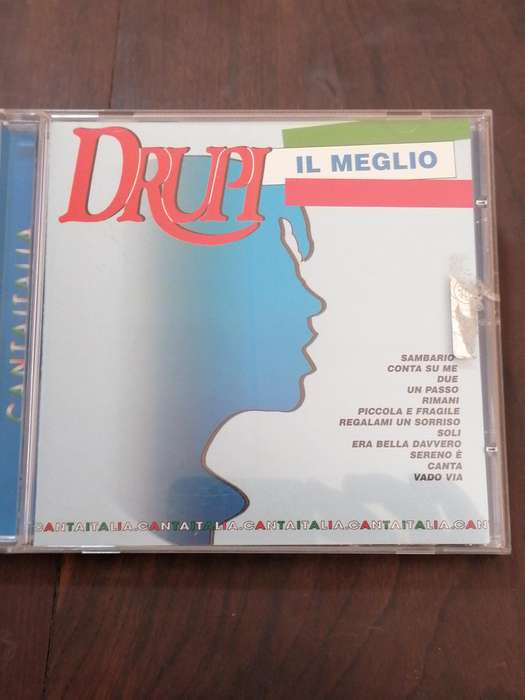 DRUPI
IL MEGLIO
SAMBARIO
CONTA SU ME
DUE
UN PASSO
RIMANI
PICCOLA E FRAGILE
REGALAMI UN SORRISO
SOLI
ERA BELLA DAVVERO
SERENO È
CANTA
VADO VIA
CANTAITALIA.CANTAITALIA.CANTAITALIA.CANTAITALIA.CAN
CANTAITALIA